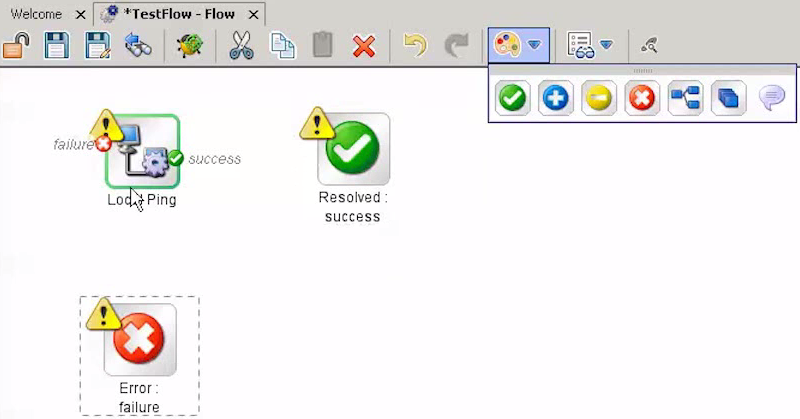 Welcome
*TestFlow - Flow
failure
success
Ping
Resolved :
success
Error :
failure